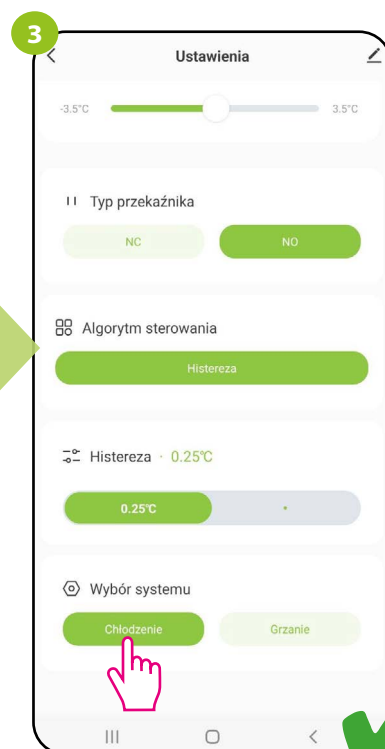 3
Ustawienia
-3.5°C 3.5°C
Typ przekaźnika
NC NO
Algorytm sterowania
Histereza
Histereza · 0.25°C
0.25°C
Wybór systemu
Chłodzenie Grzanie